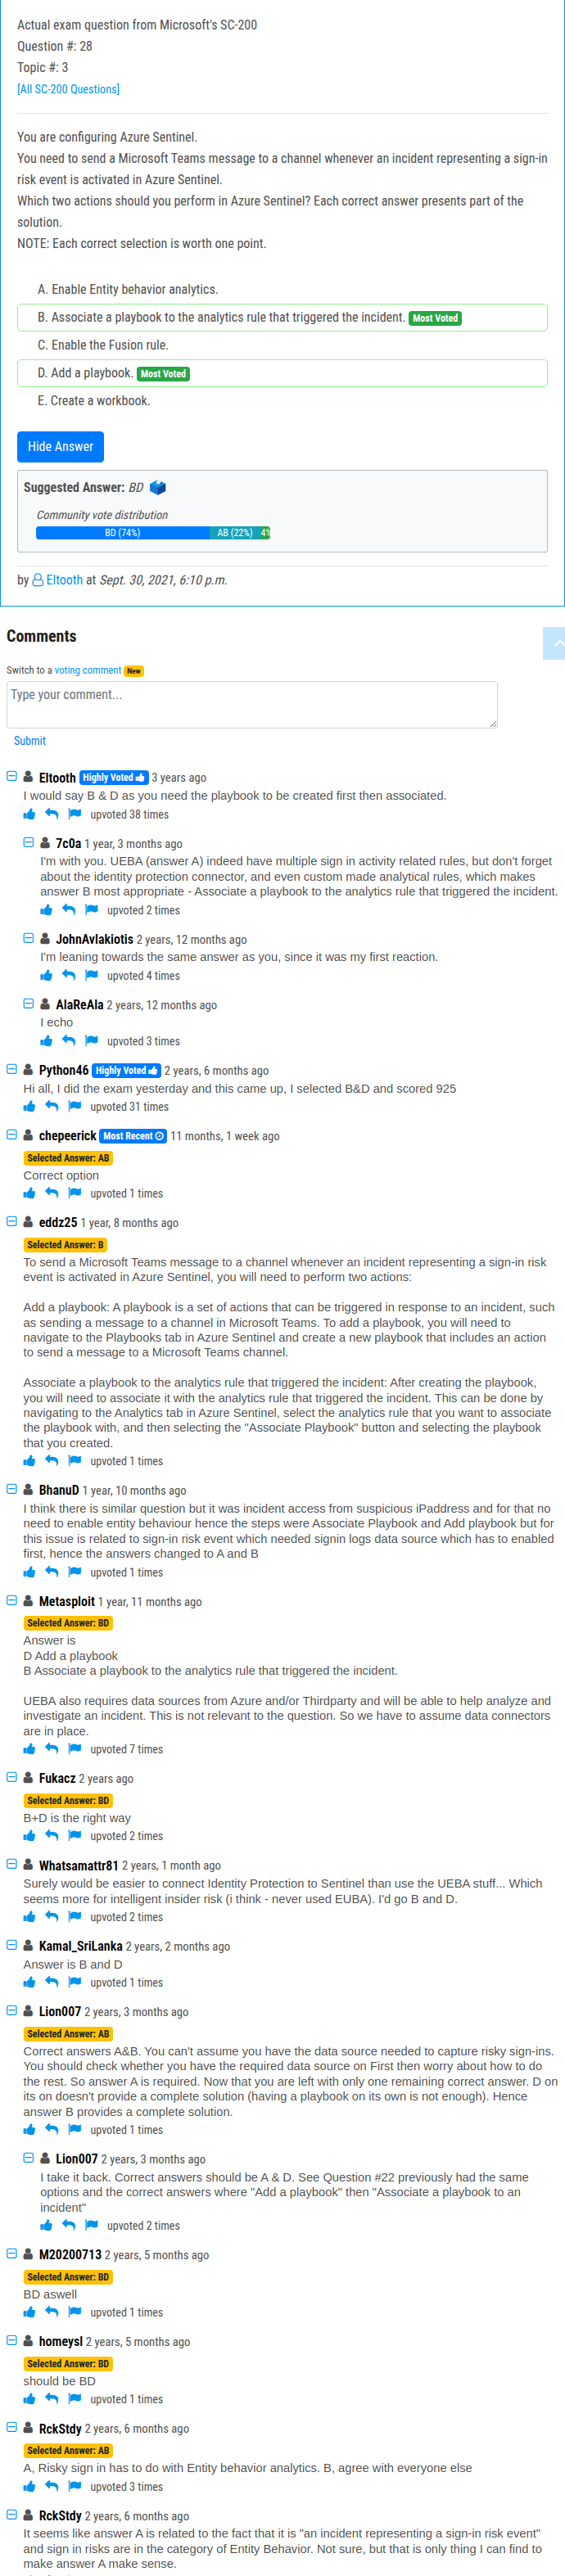 Actual exam question from Microsoft's SC-200
Question #: 28
Topic #: 3
[All SC-200 Questions]
You are configuring Azure Sentinel.
You need to send a Microsoft Teams message to a channel whenever an incident representing a sign-in
risk event is activated in Azure Sentinel.
Which two actions should you perform in Azure Sentinel? Each correct answer presents part of the
solution.
NOTE: Each correct selection is worth one point.
A. Enable Entity behavior analytics.
B. Associate a playbook to the analytics rule that triggered the incident. Most Voted
C. Enable the Fusion rule.
D. Add a playbook. Most Voted
E. Create a workbook.
Hide Answer
Suggested Answer: BD
Community vote distribution
BD (74%) AB (22%) 4%
by Eltooth at Sept. 30, 2021, 6:10 p.m.
Comments
Switch to a voting comment New
Type your comment...
Submit
Eltooth Highly Voted 3 years ago
I would say B & D as you need the playbook to be created first then associated.
upvoted 38 times
7c0a 1 year, 3 months ago
I'm with you. UEBA (answer A) indeed have multiple sign in activity related rules, but don't forget
about the identity protection connector, and even custom made analytical rules, which makes
answer B most appropriate - Associate a playbook to the analytics rule that triggered the incident.
upvoted 2 times
JohnAvlakiotis 2 years, 12 months ago
I'm leaning towards the same answer as you, since it was my first reaction.
upvoted 4 times
AlaReAla 2 years, 12 months ago
I echo
upvoted 3 times
Python46 Highly Voted 2 years, 6 months ago
Hi all, I did the exam yesterday and this came up, I selected B&D and scored 925
upvoted 31 times
chepeerick Most Recent 11 months, 1 week ago
Selected Answer: AB
Correct option
upvoted 1 times
eddz25 1 year, 8 months ago
Selected Answer: B
To send a Microsoft Teams message to a channel whenever an incident representing a sign-in risk
event is activated in Azure Sentinel, you will need to perform two actions:
Add a playbook: A playbook is a set of actions that can be triggered in response to an incident, such
as sending a message to a channel in Microsoft Teams. To add a playbook, you will need to
navigate to the Playbooks tab in Azure Sentinel and create a new playbook that includes an action
to send a message to a Microsoft Teams channel.
Associate a playbook to the analytics rule that triggered the incident: After creating the playbook,
you will need to associate it with the analytics rule that triggered the incident. This can be done by
navigating to the Analytics tab in Azure Sentinel, select the analytics rule that you want to associate
the playbook with, and then selecting the "Associate Playbook" button and selecting the playbook
that you created.
upvoted 1 times
BhanuD 1 year, 10 months ago
I think there is similar question but it was incident access from suspicious iPaddress and for that no
need to enable entity behaviour hence the steps were Associate Playbook and Add playbook but for
this issue is related to sign-in risk event which needed signin logs data source which has to enabled
first, hence the answers changed to A and B
upvoted 1 times
Metasploit 1 year, 11 months ago
Selected Answer: BD
Answer is
D Add a playbook
B Associate a playbook to the analytics rule that triggered the incident.
UEBA also requires data sources from Azure and/or Thirdparty and will be able to help analyze and
investigate an incident. This is not relevant to the question. So we have to assume data connectors
are in place.
upvoted 7 times
Fukacz 2 years ago
Selected Answer: BD
B+D is the right way
upvoted 2 times
Whatsamattr81 2 years, 1 month ago
Surely would be easier to connect Identity Protection to Sentinel than use the UEBA stuff... Which
seems more for intelligent insider risk (i think - never used EUBA). I'd go B and D.
upvoted 2 times
Kamal_SriLanka 2 years, 2 months ago
Answer is B and D
upvoted 1 times
Lion007 2 years, 3 months ago
Selected Answer: AB
Correct answers A&B. You can't assume you have the data source needed to capture risky sign-ins.
You should check whether you have the required data source on First then worry about how to do
the rest. So answer A is required. Now that you are left with only one remaining correct answer. D on
its on doesn't provide a complete solution (having a playbook on its own is not enough). Hence
answer B provides a complete solution.
upvoted 1 times
Lion007 2 years, 3 months ago
I take it back. Correct answers should be A & D. See Question #22 previously had the same
options and the correct answers where "Add a playbook" then "Associate a playbook to an
incident"
upvoted 2 times
M20200713 2 years, 5 months ago
Selected Answer: BD
BD aswell
upvoted 1 times
homeysl 2 years, 5 months ago
Selected Answer: BD
should be BD
upvoted 1 times
RckStdy 2 years, 6 months ago
Selected Answer: AB
A, Risky sign in has to do with Entity behavior analytics. B, agree with everyone else
upvoted 3 times
RckStdy 2 years, 6 months ago
It seems like answer A is related to the fact that it is "an incident representing a sign-in risk event"
and sign in risks are in the category of Entity Behavior. Not sure, but that is only thing I can find to
make answer A make sense.